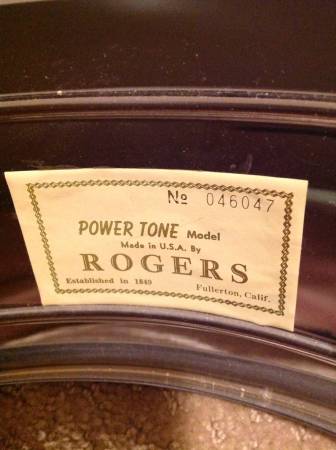 № 046047
POWER TONE Model
Made in U.S.A. By
ROGERS
Established in 1849
Fullerton, Calif.